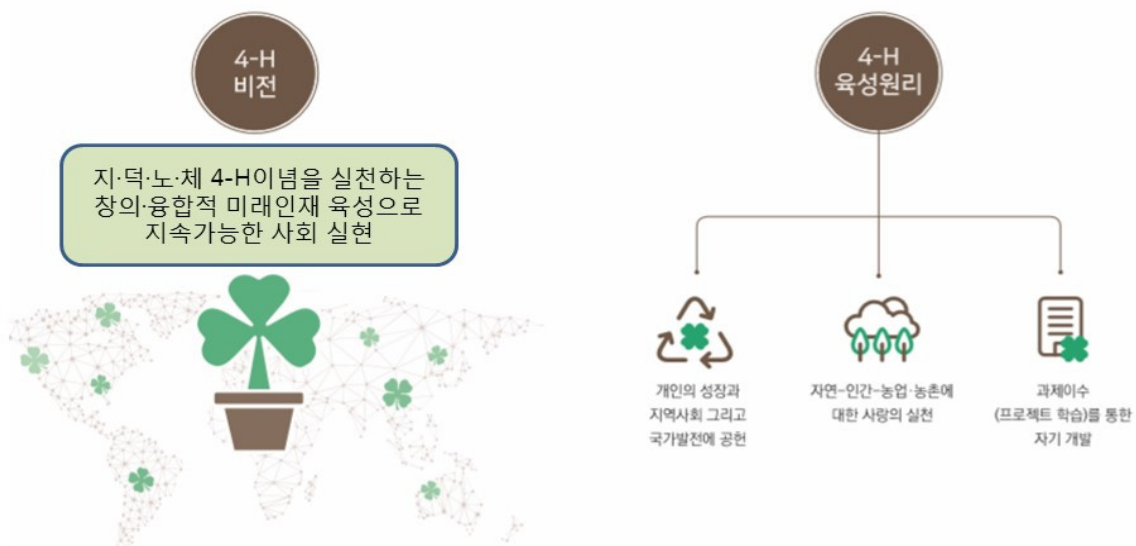 4-H
비전
지·덕·노·체 4-H이념을 실천하는
창의·융합적 미래인재 육성으로
지속가능한 사회 실현
4-H
육성원리
개인의 성장과
지역사회 그리고
국가발전에 공헌
자연-인간-농업·농촌에
대한 사랑의 실천
과제이수
(프로젝트 학습)를 통한
자기 개발